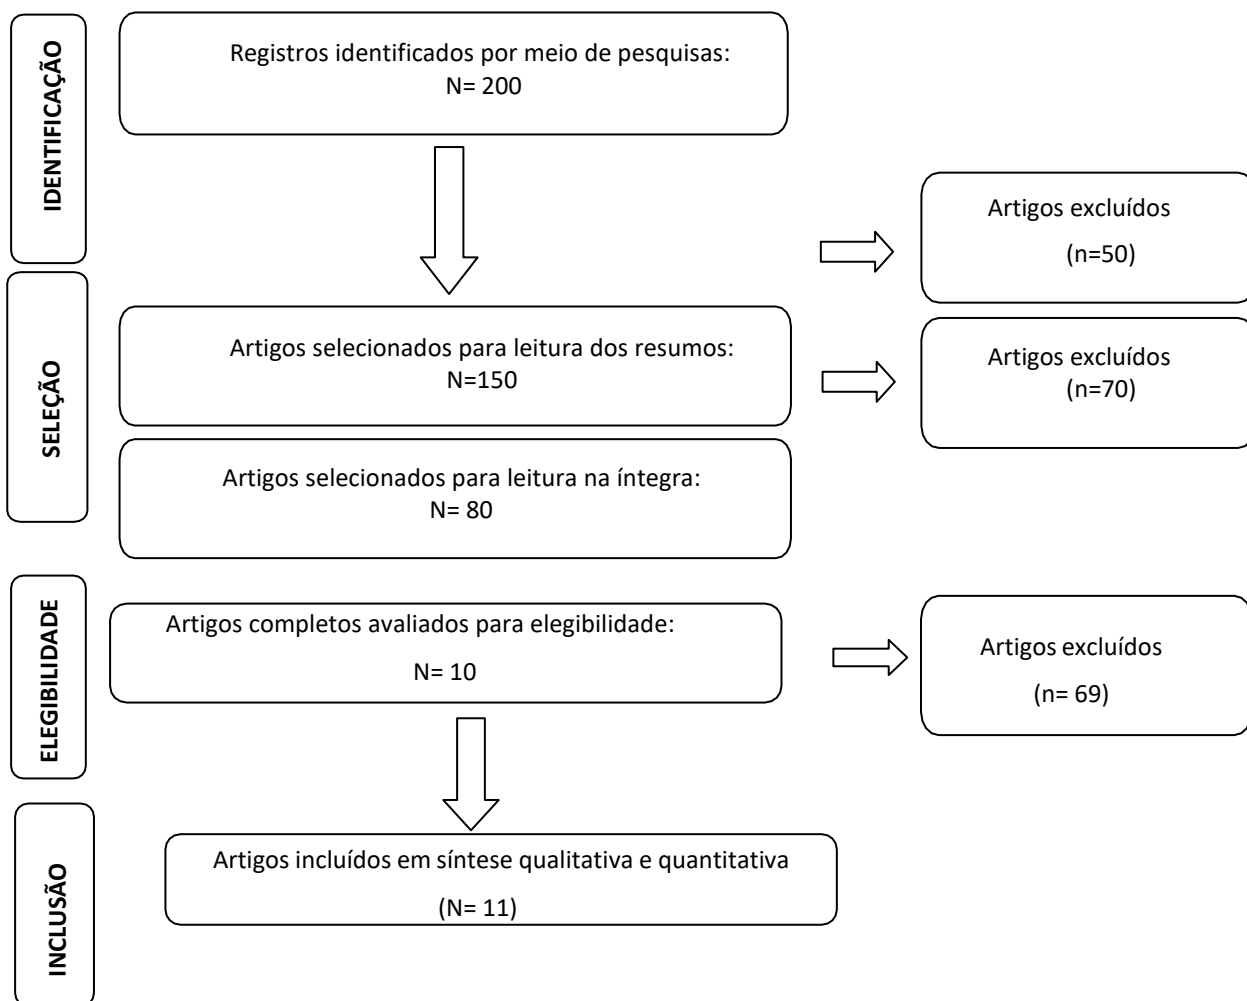 IDENTIFICAÇÃO
Registros identificados por meio de pesquisas:
N= 200
Artigos excluídos
(n=50)
SELEÇÃO
Artigos selecionados para leitura dos resumos:
N=150
Artigos excluídos
(n=70)
Artigos selecionados para leitura na íntegra:
N= 80
ELEGIBILIDADE
Artigos completos avaliados para elegibilidade:
N= 10
Artigos excluídos
(n= 69)
INCLUSÃO
Artigos incluídos em síntese qualitativa e quantitativa
(N= 11)